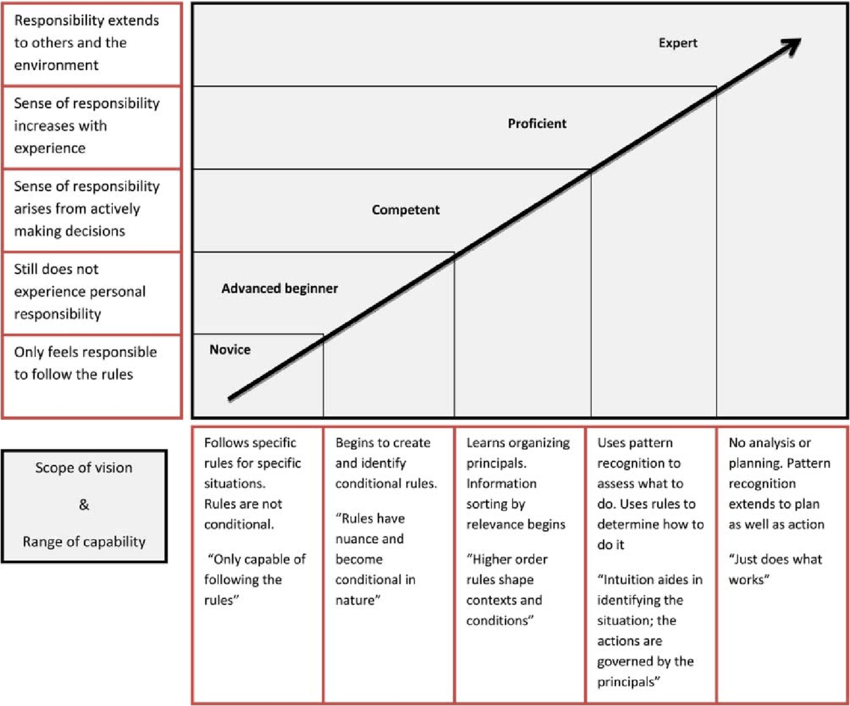 Responsibility extends
to others and the
environment
Sense of responsibility
increases with
experience
Sense of responsibility
arises from actively
making decisions
Still does not
experience personal
responsibility
Only feels responsible
to follow the rules
Expert
Proficient
Competent
Advanced beginner
Novice
Scope of vision
&
Range of capability
Follows specific
rules for specific
situations.
Rules are not
conditional.
“Only capable of
following the
rules”
Begins to create
and identify
conditional rules.
“Rules have
nuance and
become
conditional in
nature”
Learns organizing
principals.
Information
sorting by
relevance begins
“Higher order
rules shape
contexts and
conditions”
Uses pattern
recognition to
assess what to
do. Uses rules to
determine how to
do it
“Intuition aides in
identifying the
situation; the
actions are
governed by the
principals”
No analysis or
planning. Pattern
recognition
extends to plan
as well as action
“Just does what
works”